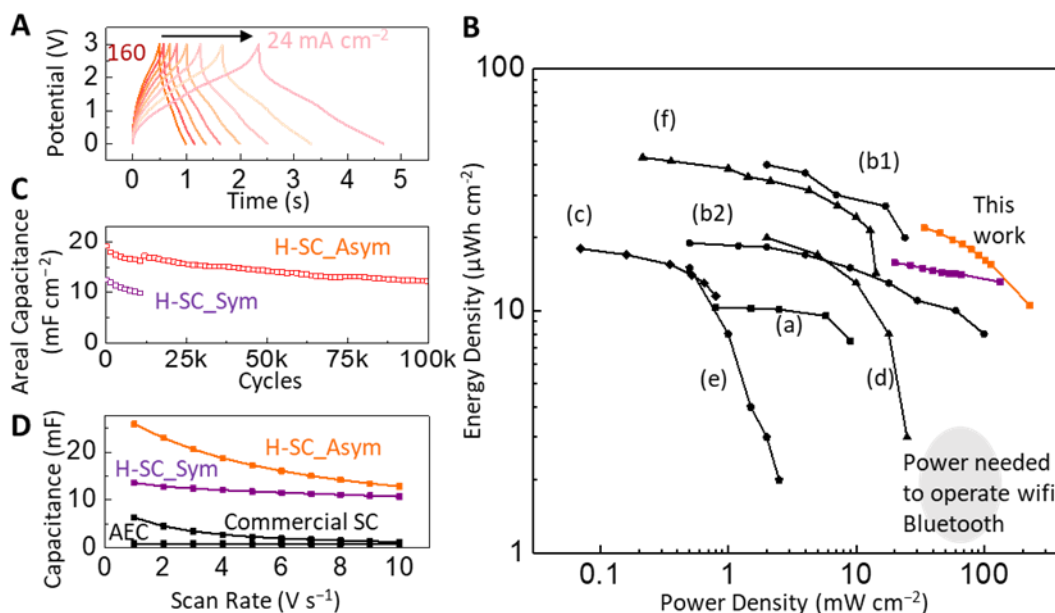 A
Potential (V)
3
2
1
0
160
24 mA cm⁻²
0 1 2 3 4 5
Time (s)
C
Areal Capacitance
(mF cm⁻²)
20
10
0
H-SC_Asym
H-SC_Sym
25k 50k 75k 100k
Cycles
D
Capacitance (mF)
20
10
0
H-SC_Asym
H-SC_Sym
Commercial SC
AEC
0 2 4 6 8 10
Scan Rate (V s⁻¹)
B
Energy Density (µWh cm⁻²)
100
10
1
(f)
(b1)
(c)
(b2)
This
work
(a)
(e)
(d)
Power needed
to operate wifi
Bluetooth
0.1 1 10 100
Power Density (mW cm⁻²)